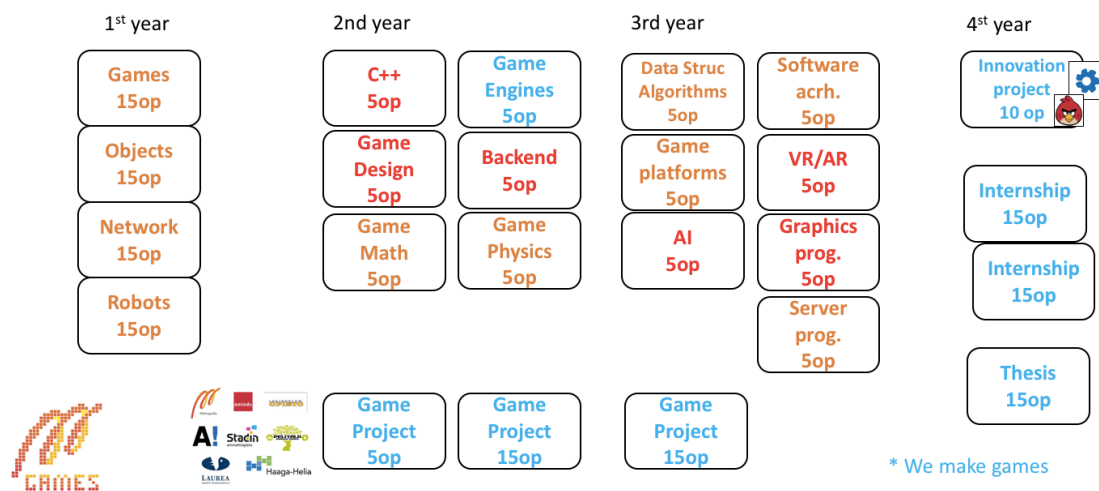 1st year
2nd year
3rd year
4st year
Games
15op
Objects
15op
Network
15op
Robots
15op
C++
5op
Game
Design
5op
Game
Math
5op
Game
Engines
5op
Backend
5op
Game
Physics
5op
Data Struc
Algorithms
5op
Game
platforms
5op
AI
5op
Software
acrh.
5op
VR/AR
5op
Graphics
prog.
5op
Server
prog.
5op
Innovation
project
10 op
Internship
15op
Internship
15op
Thesis
15op
Game
Project
5op
Game
Project
15op
Game
Project
15op
GAMES
Metropolia
A!
Stadin
LAUREA
Haaga-Helia
* We make games